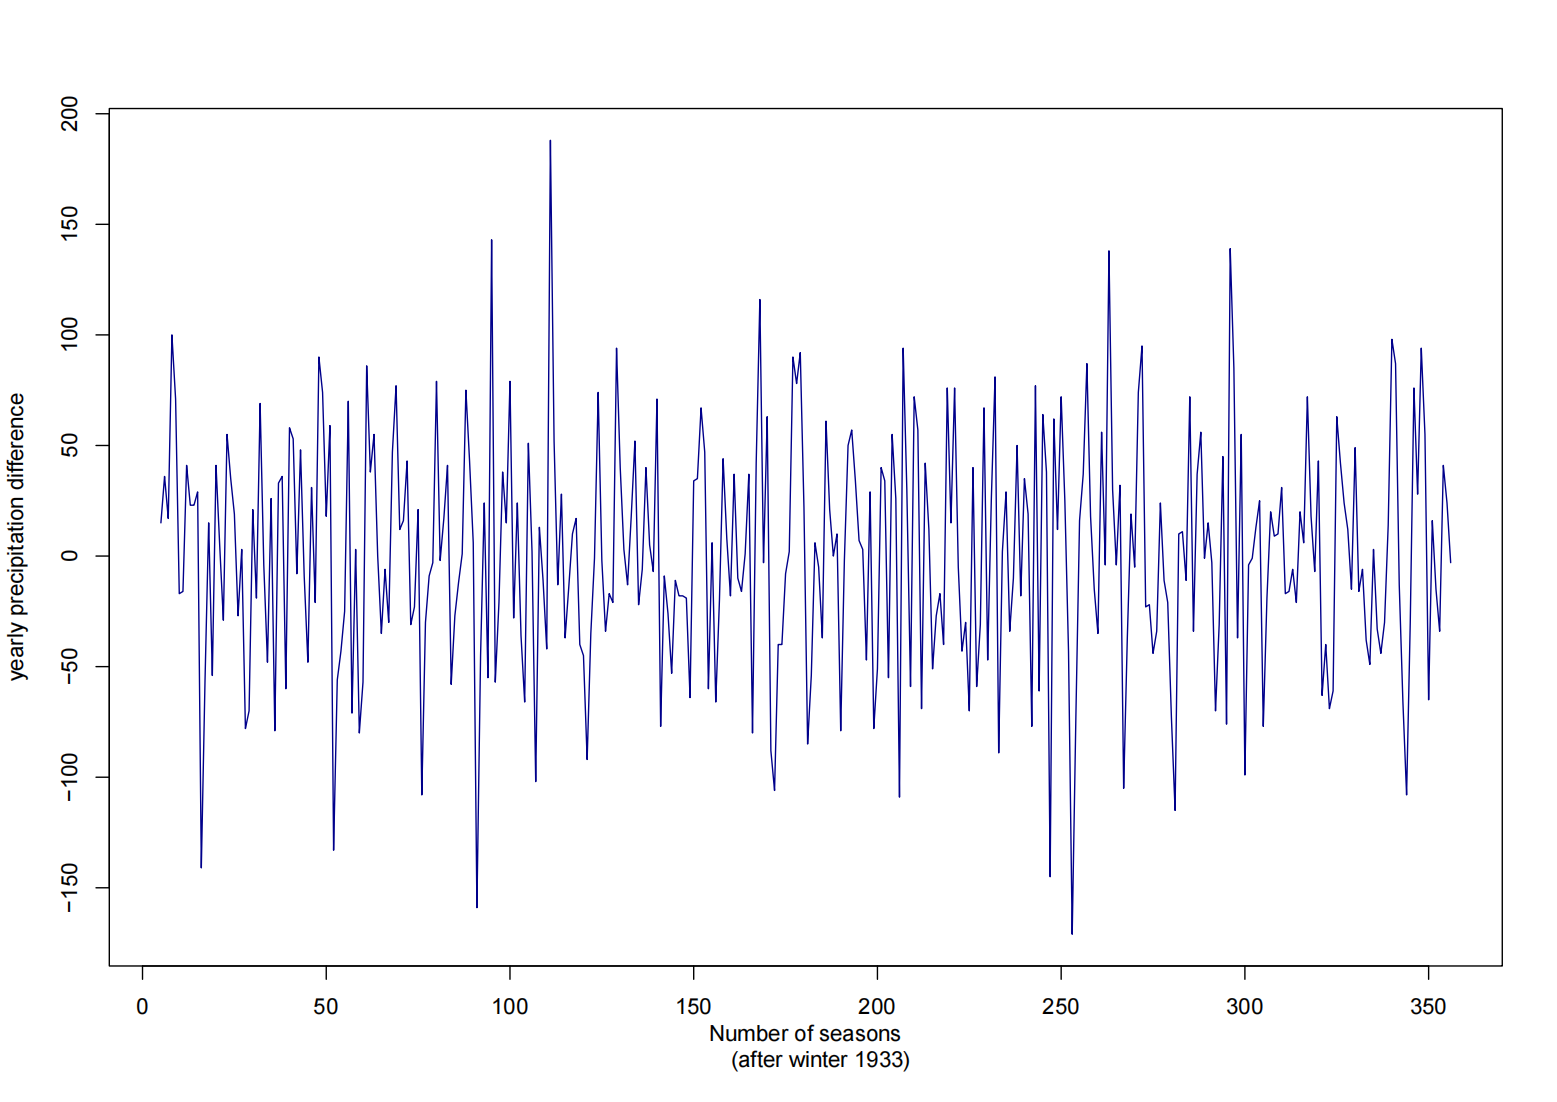 yearly precipitation difference
200
150
100
50
0
−50
−100
−150
0 50 100 150 200 250 300 350
Number of seasons
(after winter 1933)